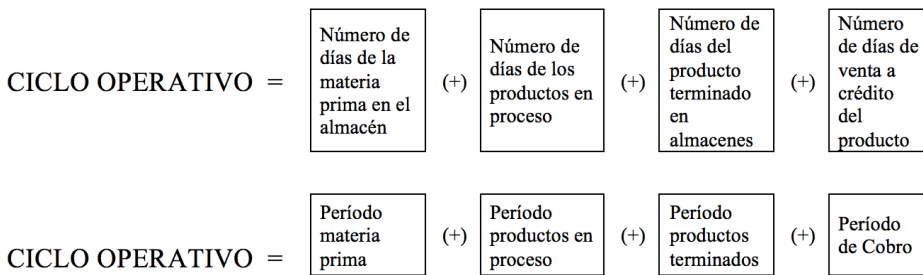 CICLO OPERATIVO =
Número de
días de la
materia
prima en el
almacén
(+)
Número de
días de los
productos en
proceso
(+)
Número de
días del
producto
terminado
en
almacenes
(+)
Número
de días de
venta a
crédito
del
producto
CICLO OPERATIVO =
Período
materia
prima
(+)
Período
productos en
proceso
(+)
Período
productos
terminados
(+)
Período
de Cobro